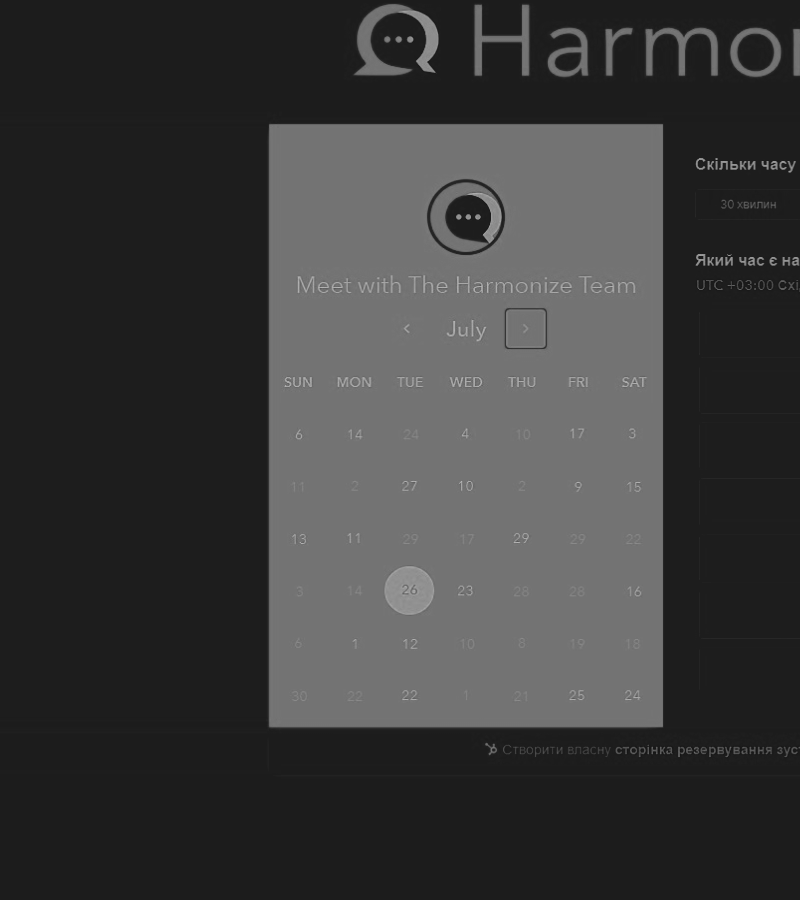 Harmo
Meet with The Harmonize Team
July
SUN MON TUE WED THU FRI SAT
6 14 24 4 10 17 3
11 2 27 10 2 9 15
13 11 29 17 29 29 22
3 14 26 23 28 28 16
6 1 12 10 8 19 18
30 22 22 1 21 25 24
Скільки часу
30 хвилин
Який час є на
UTC +03:00 Схі
Створити власну сторінка резервування зус